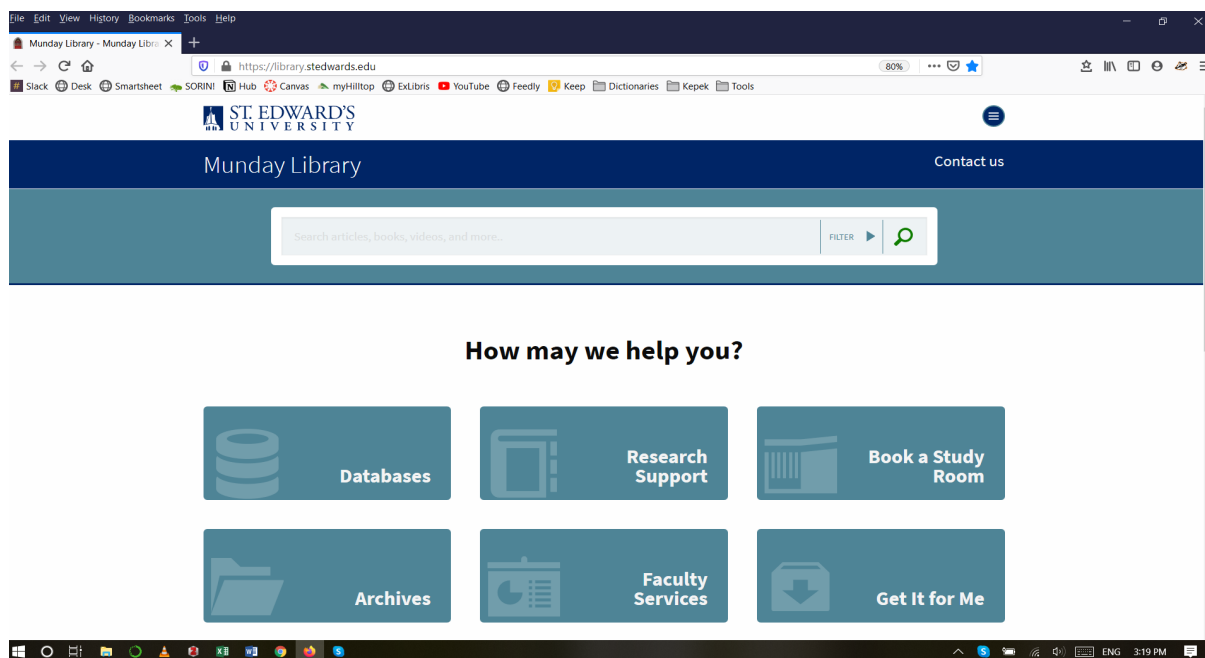 File Edit View History Bookmarks Tools Help
Munday Library - Munday Libra
https://library.stedwards.edu
80%
Slack Desk Smartsheet SORIN! Hub Canvas myHilltop ExLibris YouTube Feedly Keep Dictionaries Kepek Tools
ST. EDWARD'S
UNIVERSITY
Munday Library
Contact us
Search articles, books, videos, and more..
FILTER
How may we help you?
Databases
Research
Support
Book a Study
Room
Archives
Faculty
Services
Get It for Me
ENG 3:19 PM